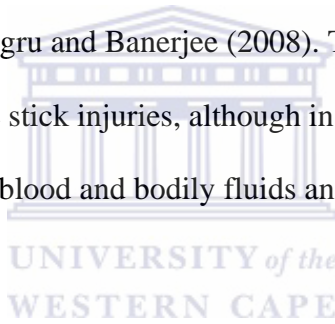 gru and Banerjee (2008). T
stick injuries, although in
blood and bodily fluids an
UNIVERSITY of the
WESTERN CAPE